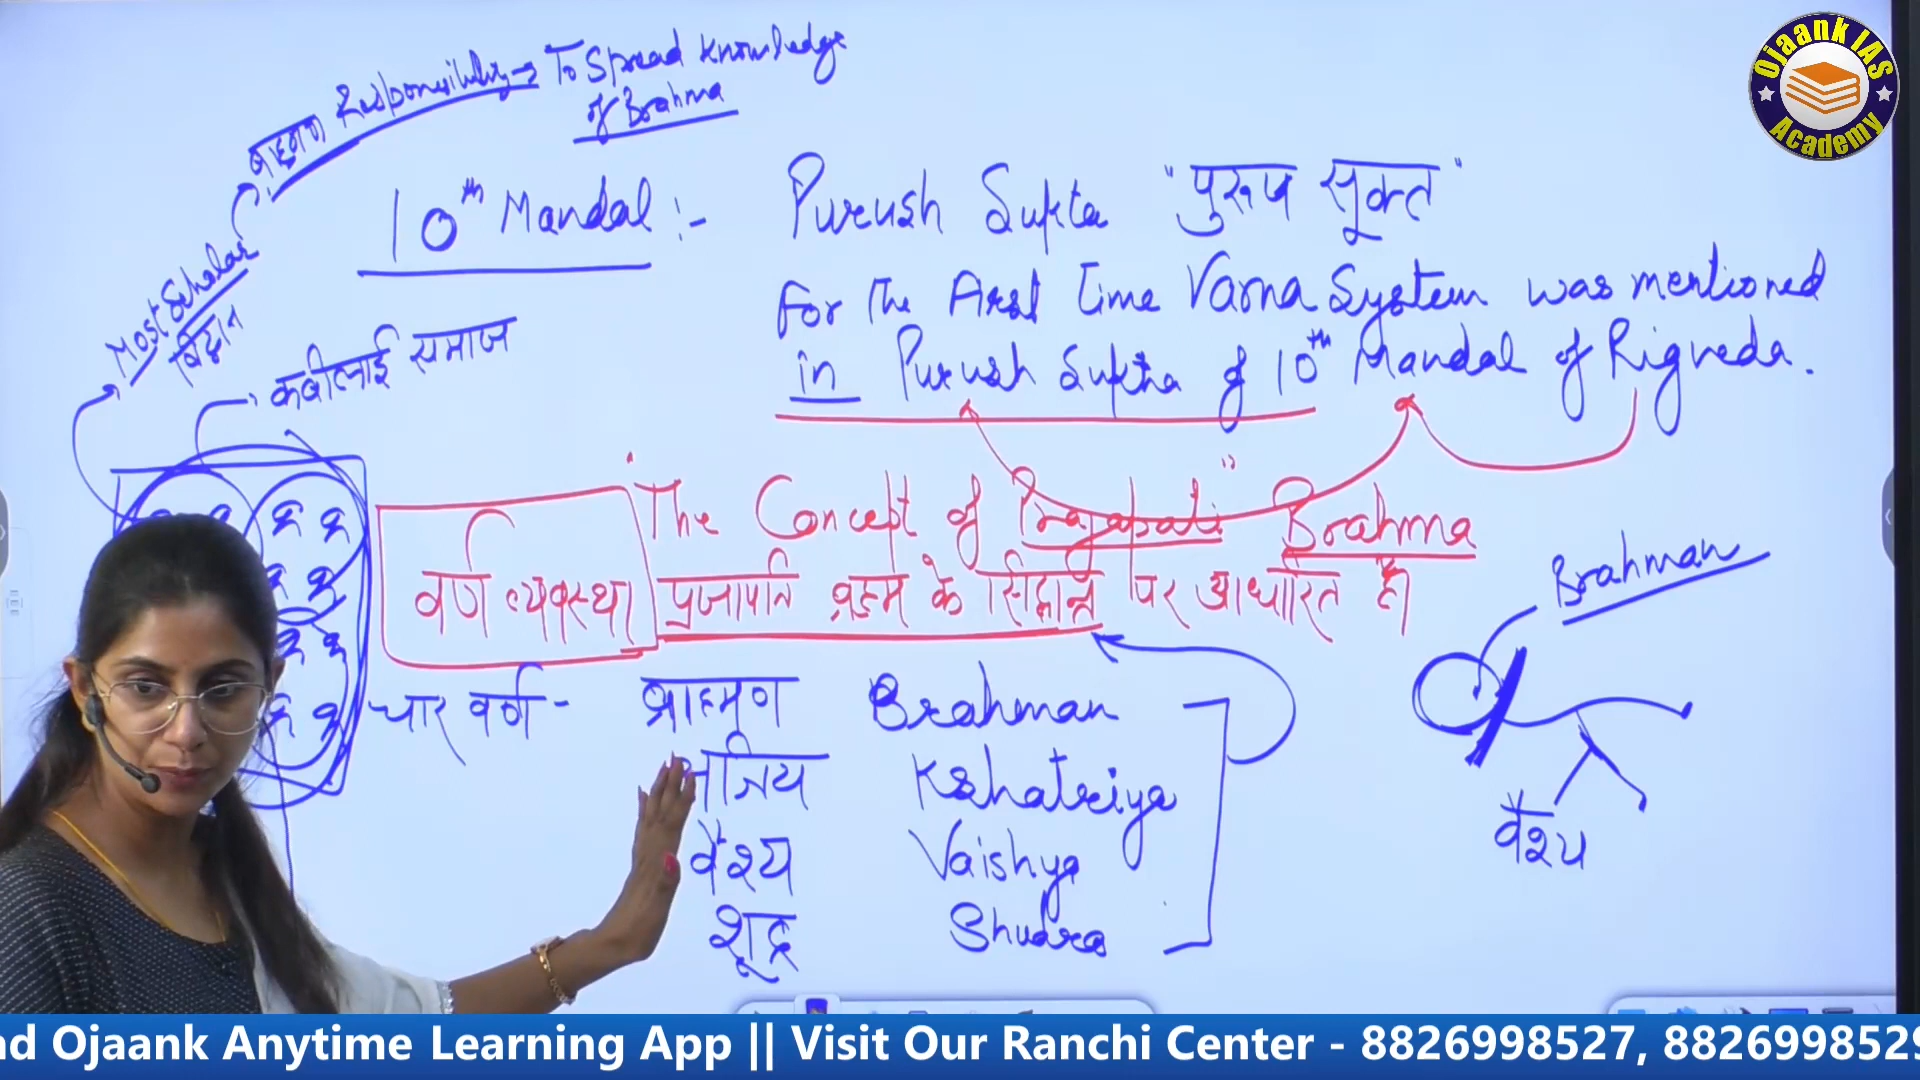 ब्राह्मण Responsibility → To Spread Knowledge
of Brahma
10th Mandal :- Purush Sukta "पुरूष सूक्त"
For the First time Varna System was mentioned
in Purush Suktha of 10th Mandal of Rigveda.
Most Scholar
विद्वान
कबीलाई समाज
"The Concept of Prajapati" Brahma
वर्ण व्यवस्था प्रजापति ब्रह्म के सिद्धान्त पर आधारित है।
Brahman
चार वर्ण - ब्राह्मण Brahman
Kshatriya
वैश्य Vaishya
शूद्र Shudra
वैश्य
Ojaank IAS
Academy
Ojaank Anytime Learning App || Visit Our Ranchi Center - 8826998527, 882699852